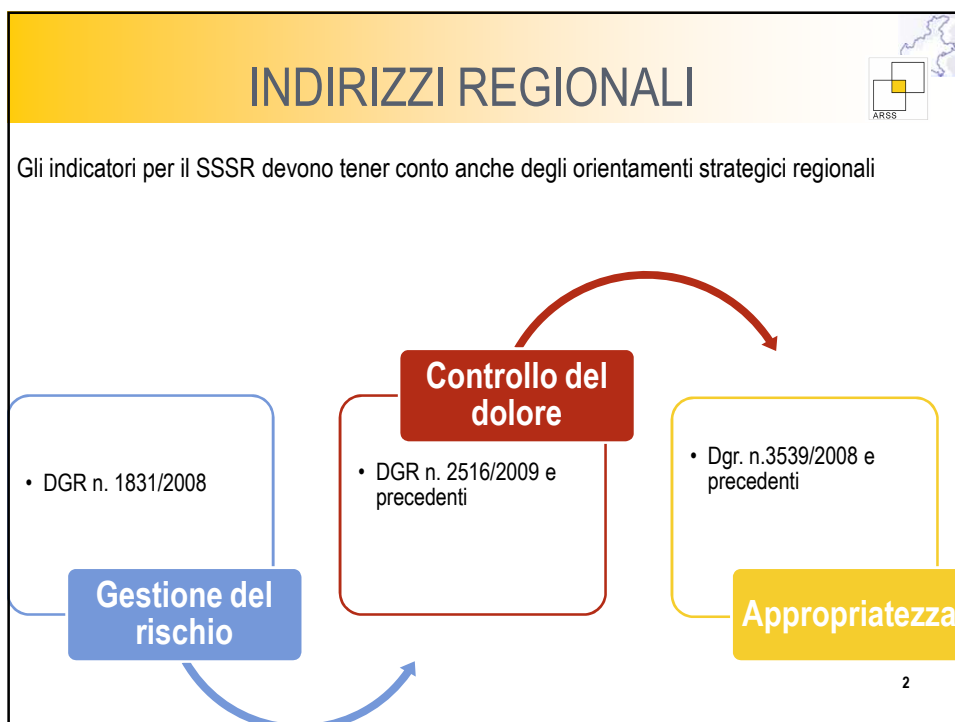 INDIRIZZI REGIONALI
ARSS
Gli indicatori per il SSSR devono tener conto anche degli orientamenti strategici regionali
• DGR n. 1831/2008
Gestione del
rischio
Controllo del
dolore
• DGR n. 2516/2009 e
precedenti
• Dgr. n.3539/2008 e
precedenti
Appropriatezza
2